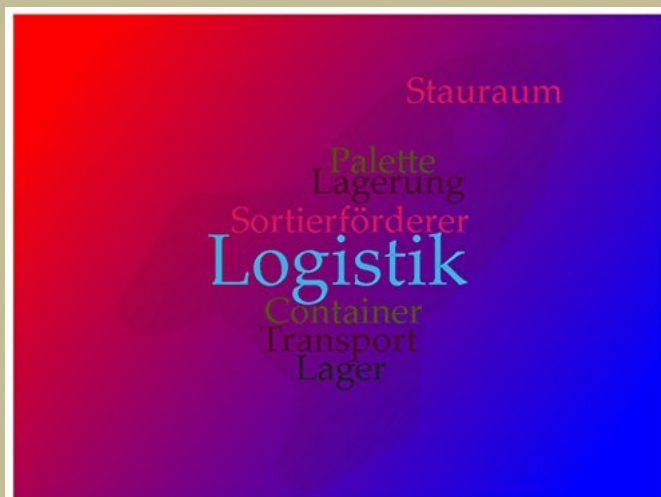 Stauraum
Palette
Lagerung
Sortierförderer
Logistik
Container
Transport
Lager